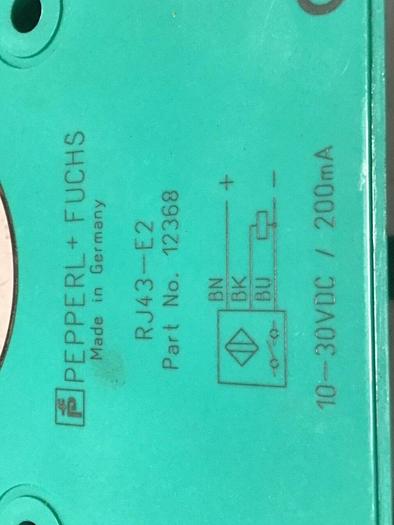 PEPPERL+FUCHS
Made in Germany
RJ43-E2
Part No. 12368
BN +
BK
BU -
10-30VDC / 200mA